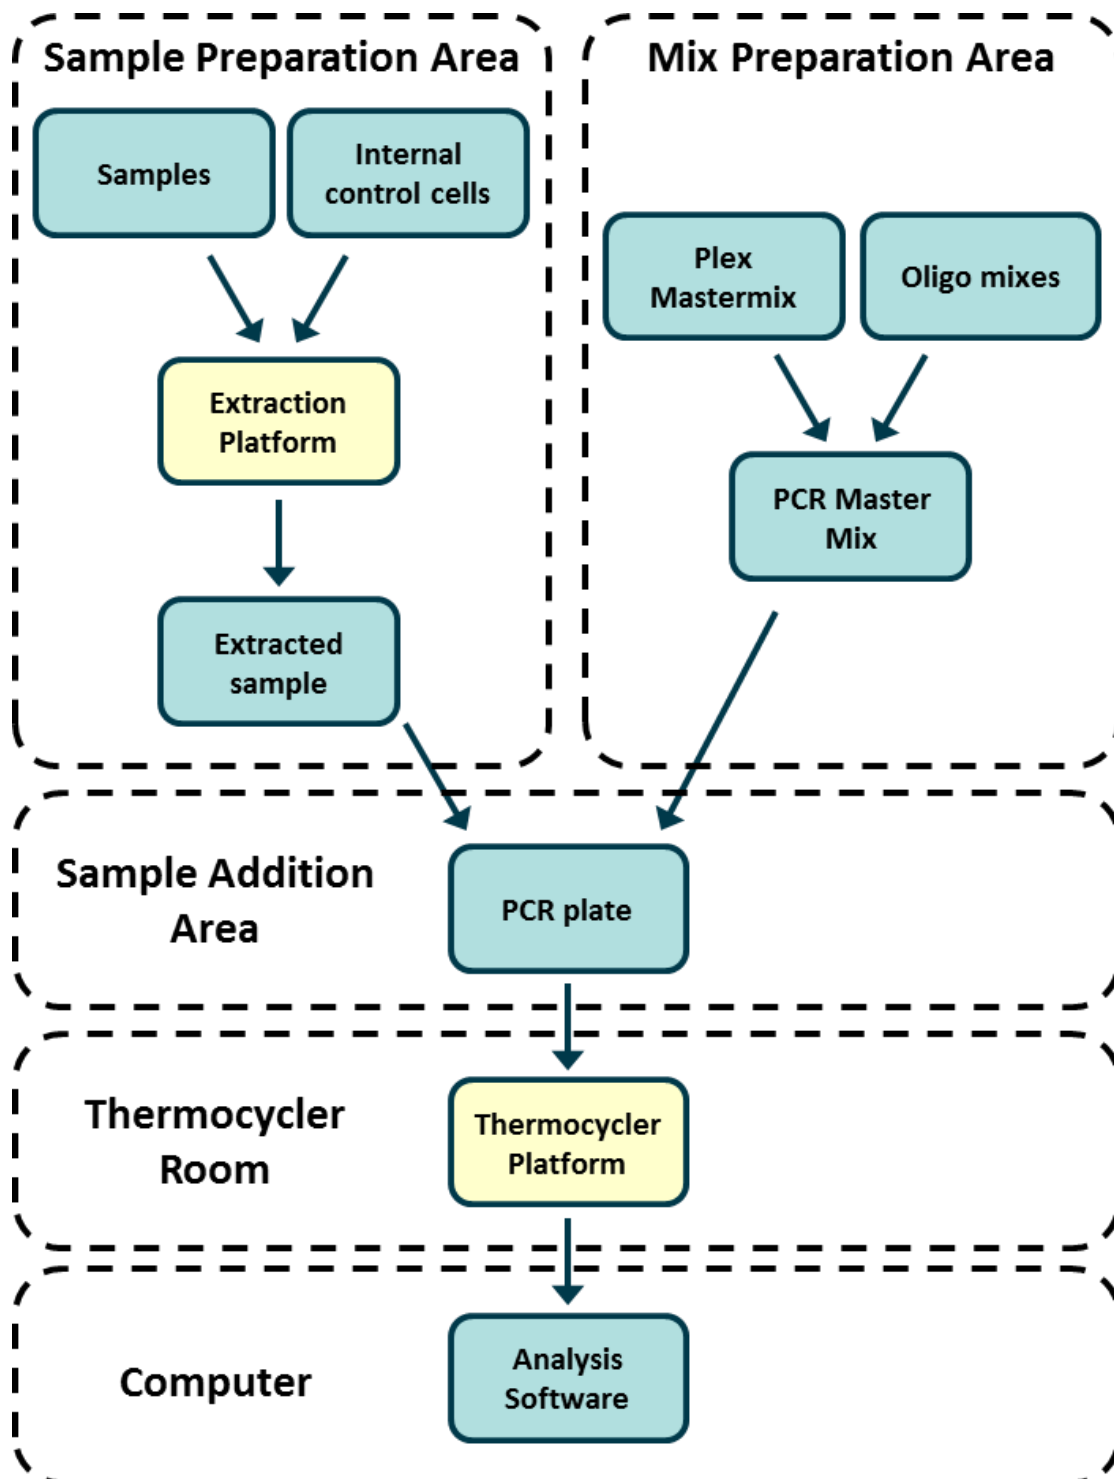 Sample Preparation Area
Samples
Internal
control cells
Extraction
Platform
Extracted
sample
Mix Preparation Area
Plex
Mastermix
Oligo mixes
PCR Master
Mix
Sample Addition
Area
PCR plate
Thermocycler
Room
Thermocycler
Platform
Computer
Analysis
Software